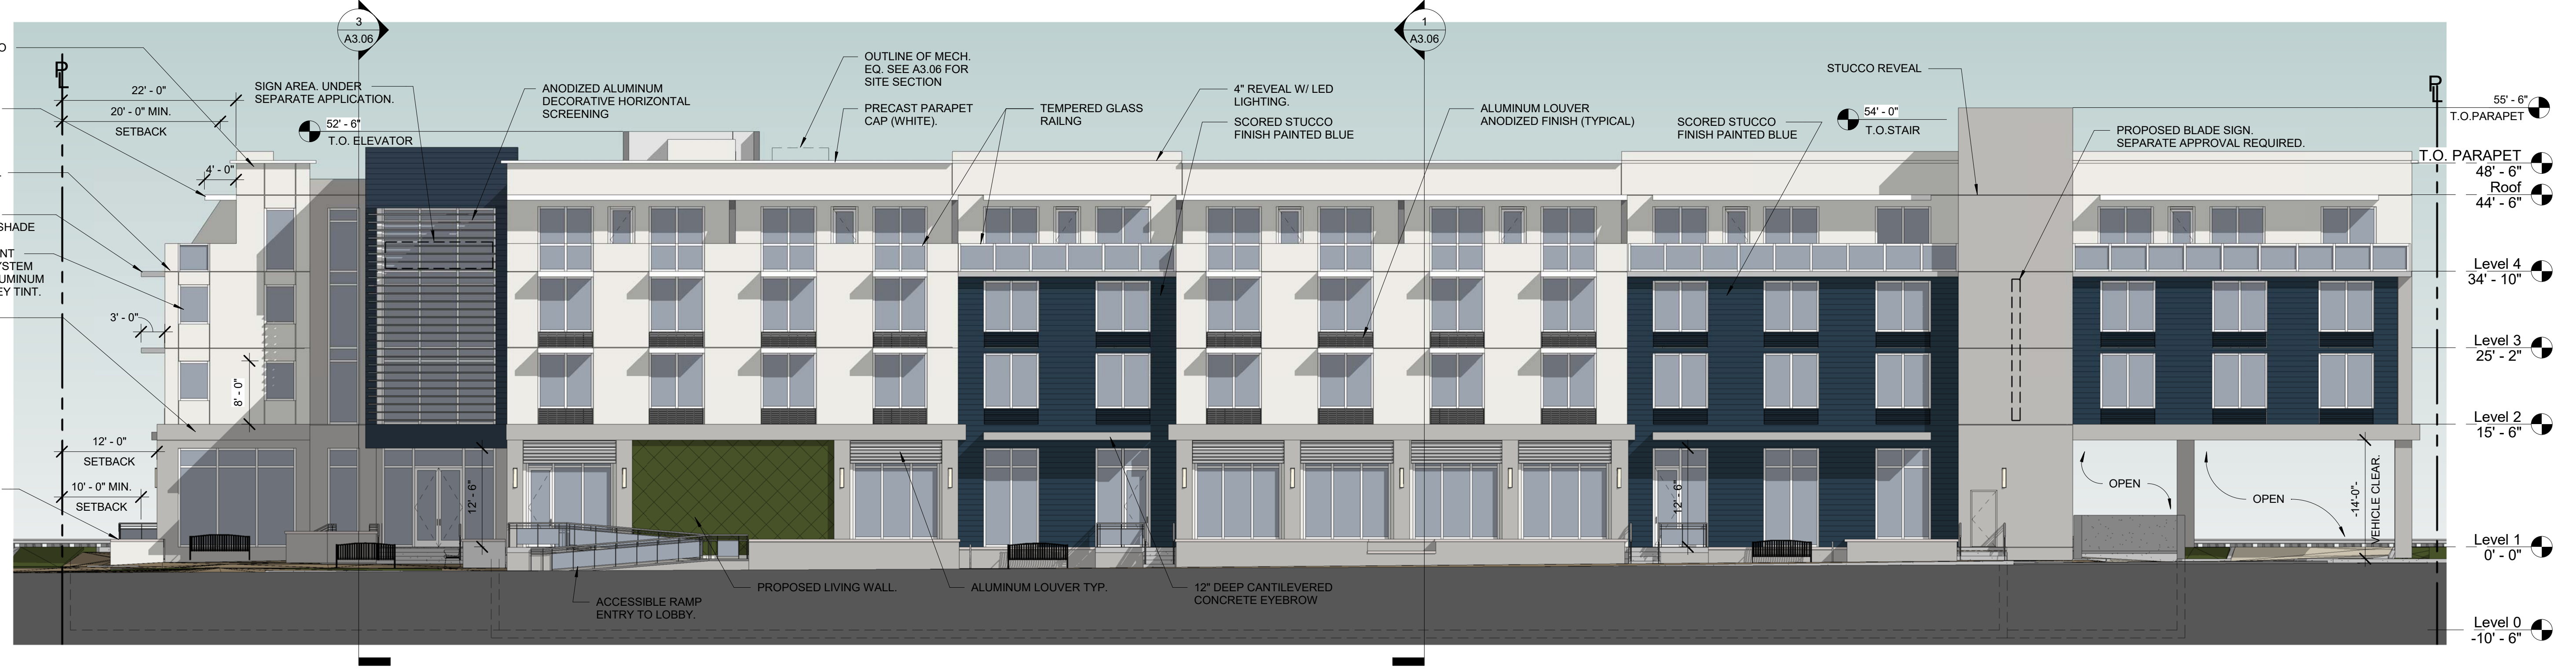 3
A3.06
1
A3.06
O
PL
22' - 0"
20' - 0" MIN.
SETBACK
SIGN AREA. UNDER
SEPARATE APPLICATION.
52' - 6"
T.O. ELEVATOR
ANODIZED ALUMINUM
DECORATIVE HORIZONTAL
SCREENING
OUTLINE OF MECH.
EQ. SEE A3.06 FOR
SITE SECTION
PRECAST PARAPET
CAP (WHITE).
TEMPERED GLASS
RAILNG
4" REVEAL W/ LED
LIGHTING.
SCORED STUCCO
FINISH PAINTED BLUE
ALUMINUM LOUVER
ANODIZED FINISH (TYPICAL)
SCORED STUCCO
FINISH PAINTED BLUE
STUCCO REVEAL
54' - 0"
T.O.STAIR
PROPOSED BLADE SIGN.
SEPARATE APPROVAL REQUIRED.
PL
55' - 6"
T.O.PARAPET
T.O. PARAPET
48' - 6"
Roof
44' - 6"
4' - 0"
SHADE
NT
YSTEM
UMINUM
EY TINT.
3' - 0"
8' - 0"
Level 4
34' - 10"
Level 3
25' - 2"
Level 2
15' - 6"
12' - 0"
SETBACK
10' - 0" MIN.
SETBACK
12' - 6"
12' - 6"
OPEN
OPEN
-14'-0"-
VEHICLE CLEAR.
Level 1
0' - 0"
ACCESSIBLE RAMP
ENTRY TO LOBBY.
PROPOSED LIVING WALL.
ALUMINUM LOUVER TYP.
12" DEEP CANTILEVERED
CONCRETE EYEBROW
Level 0
-10' - 6"